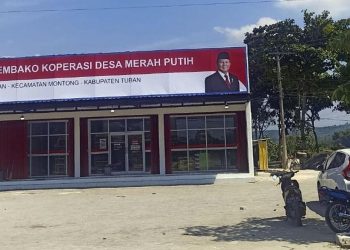 EMBAKO KOPERASI DESA MERAH PUTIH
AN - KECAMATAN MONTONG - KABUPATEN TUBAN